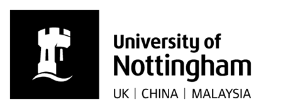 University of
Nottingham
UK | CHINA | MALAYSIA